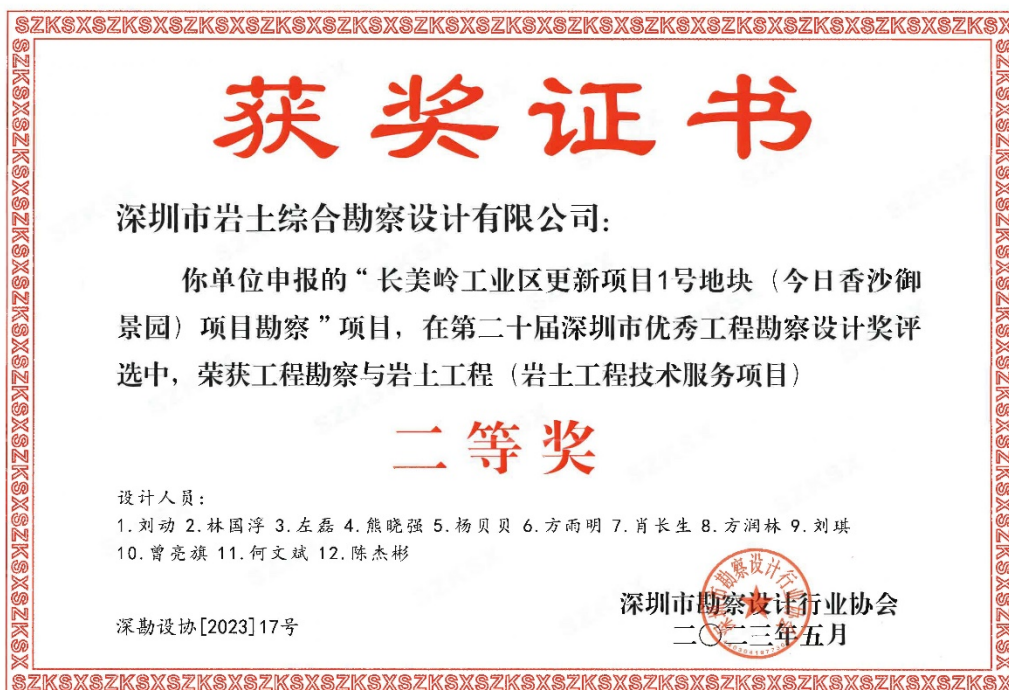 SZKSXSZKSXSZKSXSZKSXSZKSXSZKSXSZKSXSZKSXSZKSXSZKSXSZKSX
获奖证书
深圳市岩土综合勘察设计有限公司：
你单位申报的“长美岭工业区更新项目1号地块（今日香沙御
景园）项目勘察”项目，在第二十届深圳市优秀工程勘察设计奖评
选中，荣获工程勘察与岩土工程（岩土工程技术服务项目）
二等奖
设计人员：
1.刘动 2.林国浮 3.左磊 4.熊晓强 5.杨贝贝 6.方雨明 7.肖长生 8.方润林 9.刘琪
10.曾亮旗 11.何文斌 12.陈杰彬
深圳市勘察设计行业协会
深勘设协[2023]17号
二〇二三年五月